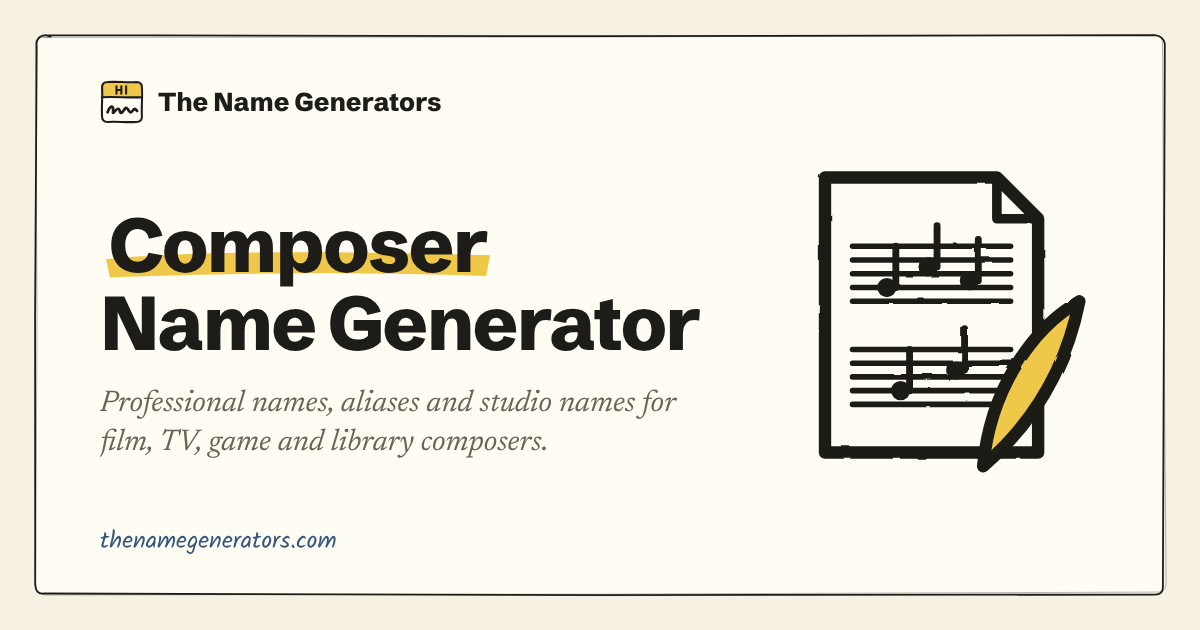 HI
The Name Generators
Composer
Name Generator
Professional names, aliases and studio names for
film, TV, game and library composers.
thenamegenerators.com